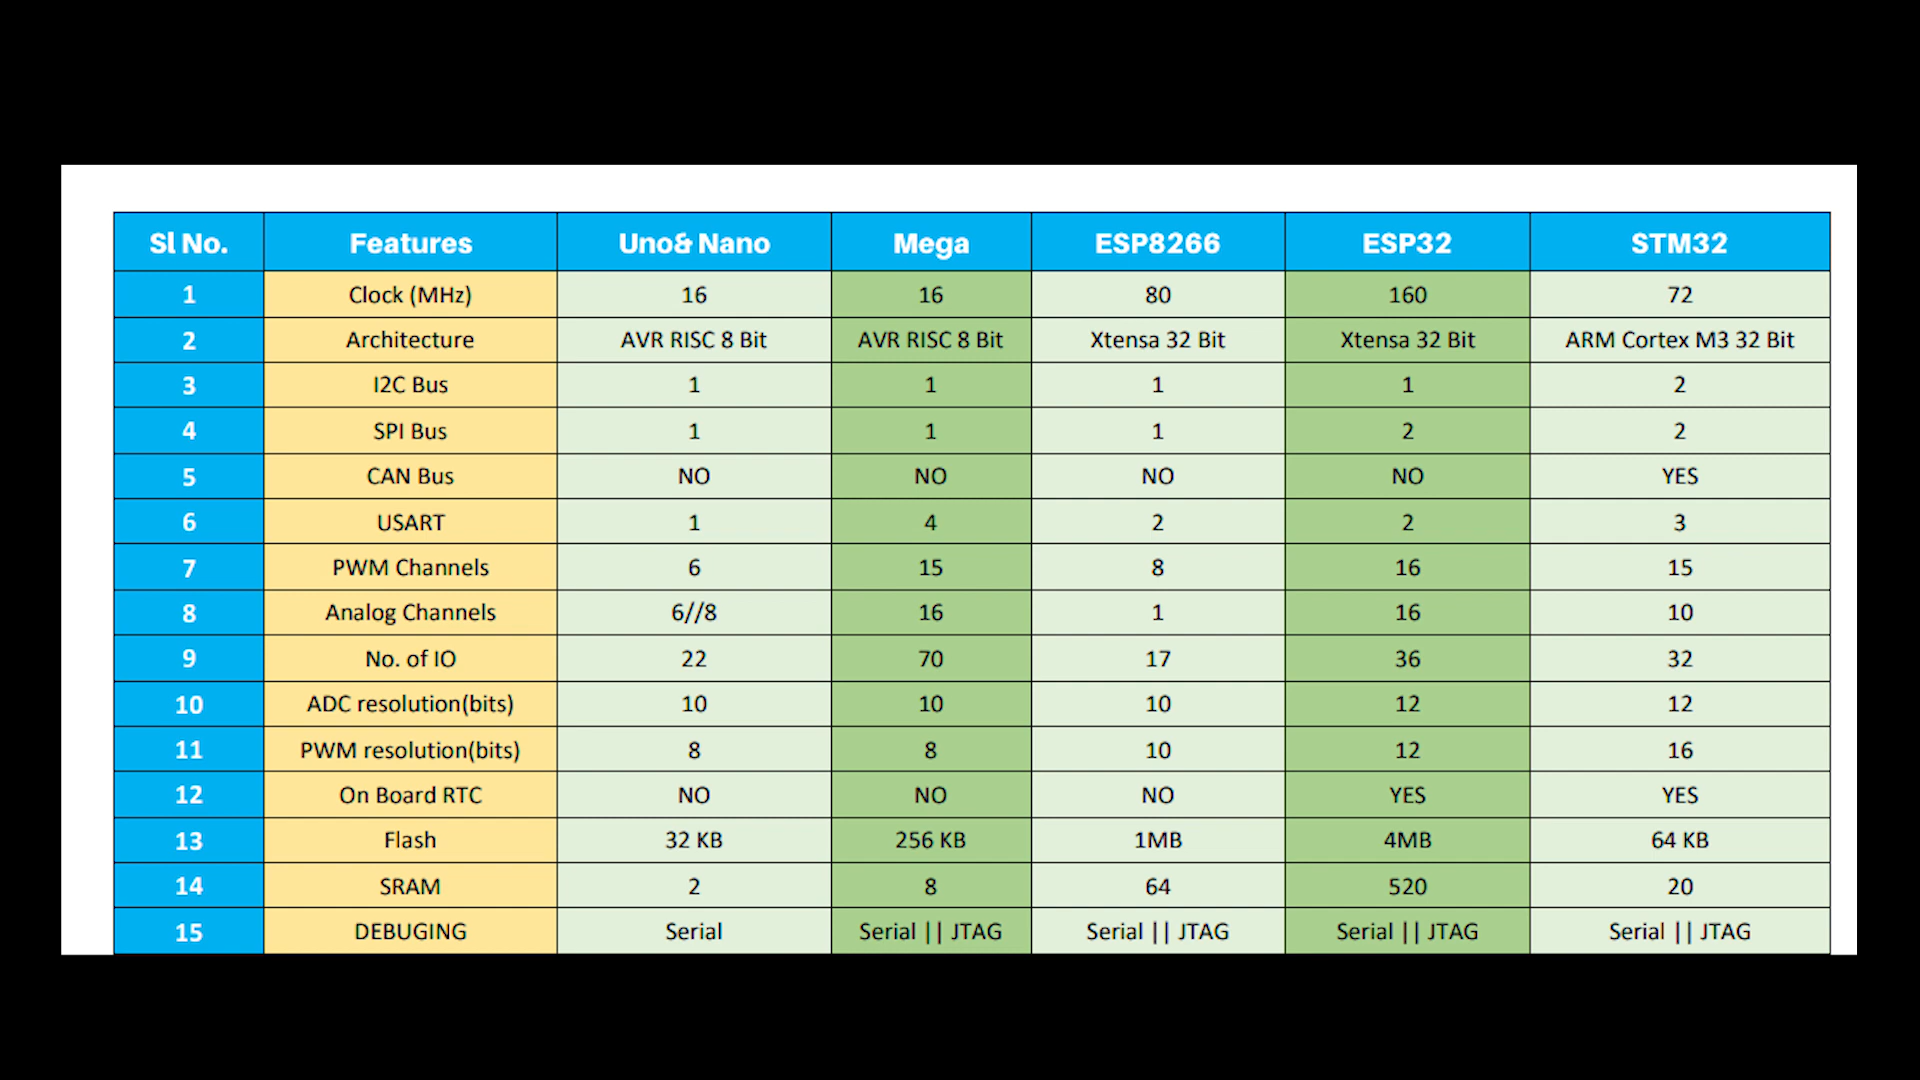 Sl No. Features Uno& Nano Mega ESP8266 ESP32 STM32
1 Clock (MHz) 16 16 80 160 72
2 Architecture AVR RISC 8 Bit AVR RISC 8 Bit Xtensa 32 Bit Xtensa 32 Bit ARM Cortex M3 32 Bit
3 I2C Bus 1 1 1 1 2
4 SPI Bus 1 1 1 2 2
5 CAN Bus NO NO NO NO YES
6 USART 1 4 2 2 3
7 PWM Channels 6 15 8 16 15
8 Analog Channels 6//8 16 1 16 10
9 No. of IO 22 70 17 36 32
10 ADC resolution(bits) 10 10 10 12 12
11 PWM resolution(bits) 8 8 10 12 16
12 On Board RTC NO NO NO YES YES
13 Flash 32 KB 256 KB 1MB 4MB 64 KB
14 SRAM 2 8 64 520 20
15 DEBUGING Serial Serial || JTAG Serial || JTAG Serial || JTAG Serial || JTAG